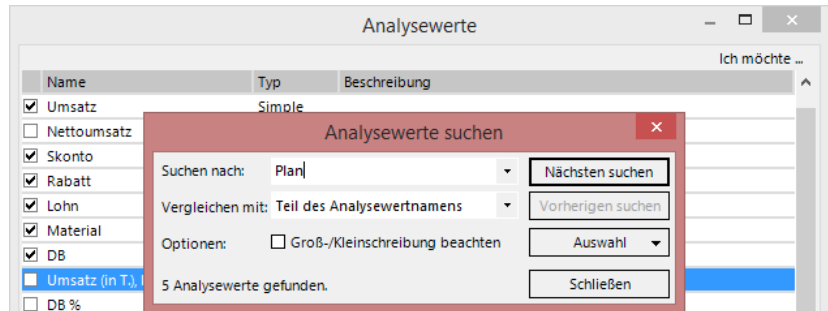 Analysewerte
Ich möchte ...
Name Typ Beschreibung
Umsatz Simple
Nettoumsatz
Skonto
Rabatt
Lohn
Material
DB
Umsatz (in T.),
DB %
Analysewerte suchen
Suchen nach: Plan Nächsten suchen
Vergleichen mit: Teil des Analysewertnamens Vorherigen suchen
Optionen: Groß-/Kleinschreibung beachten Auswahl
5 Analysewerte gefunden. Schließen